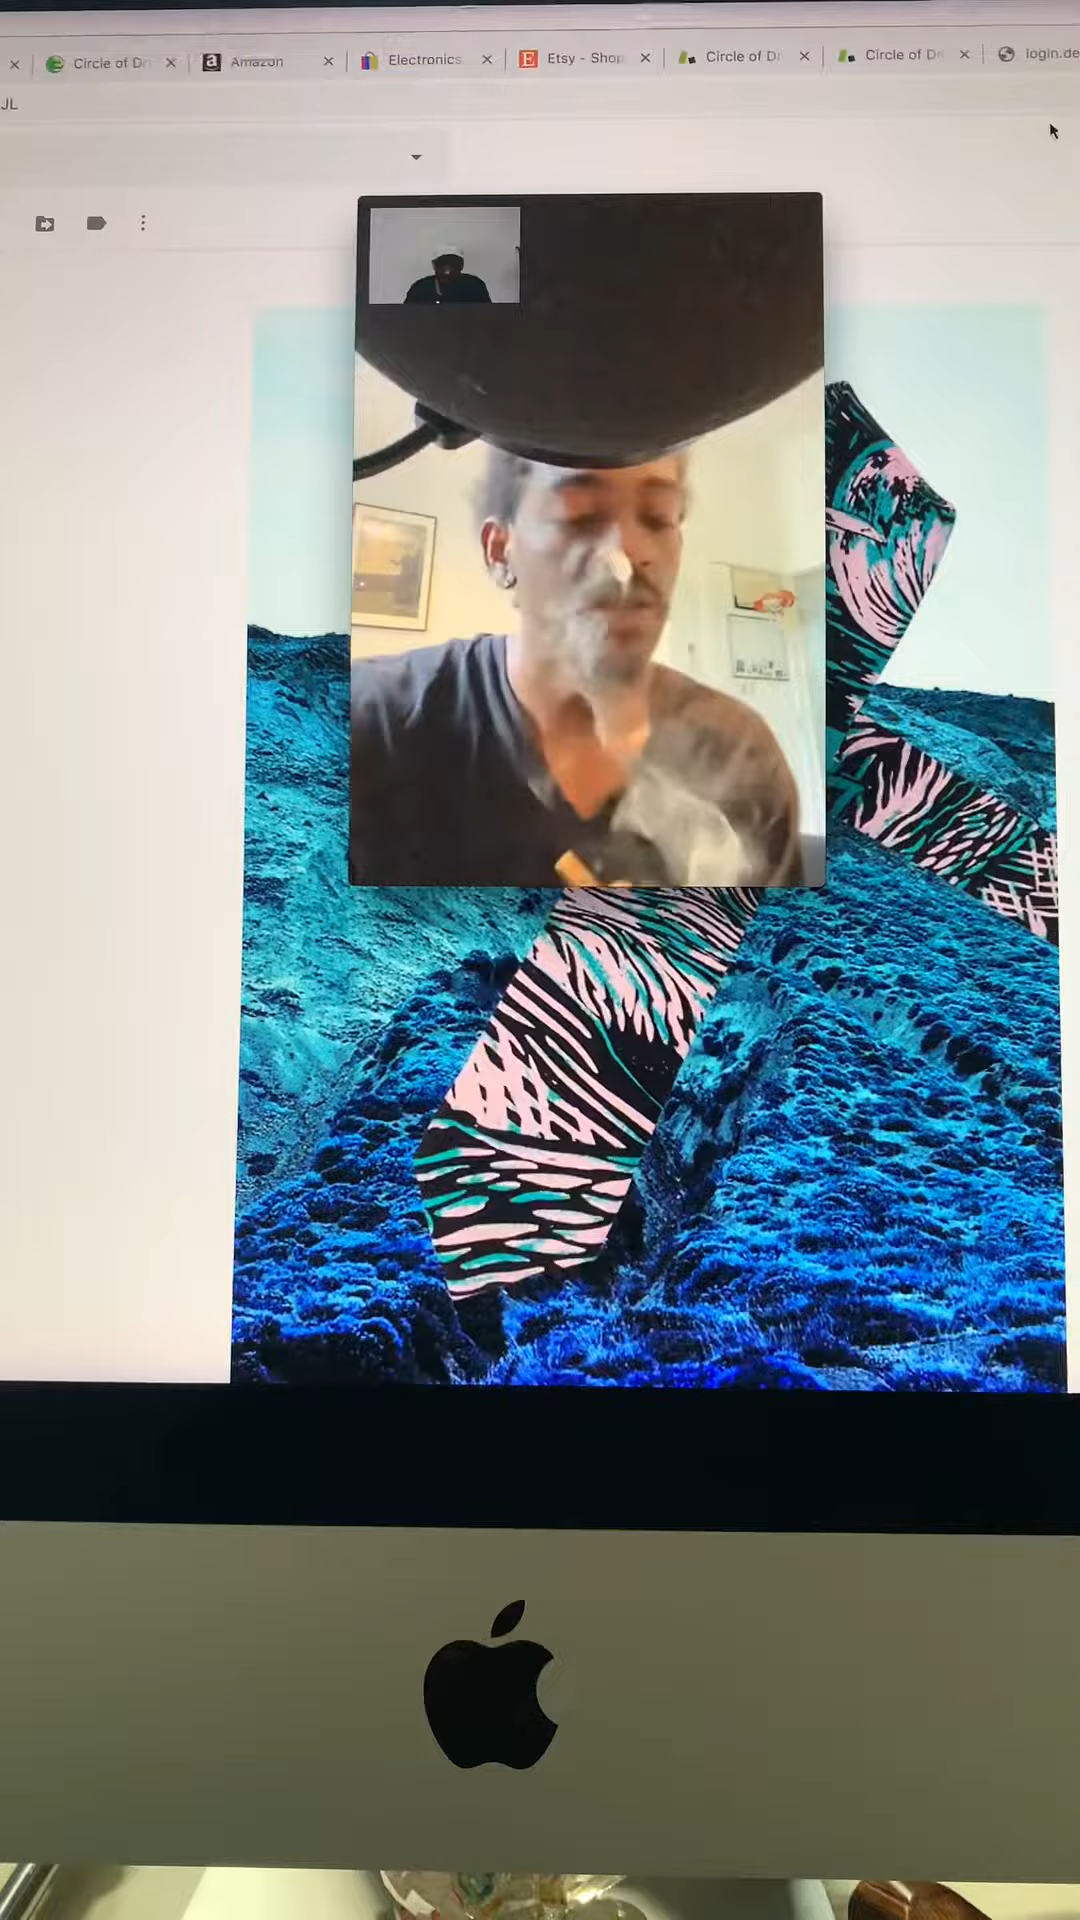 Circle of Dr
Amazon
Electronics
Etsy - Shop
Circle of Dr
Circle of Dr
login.de
JL